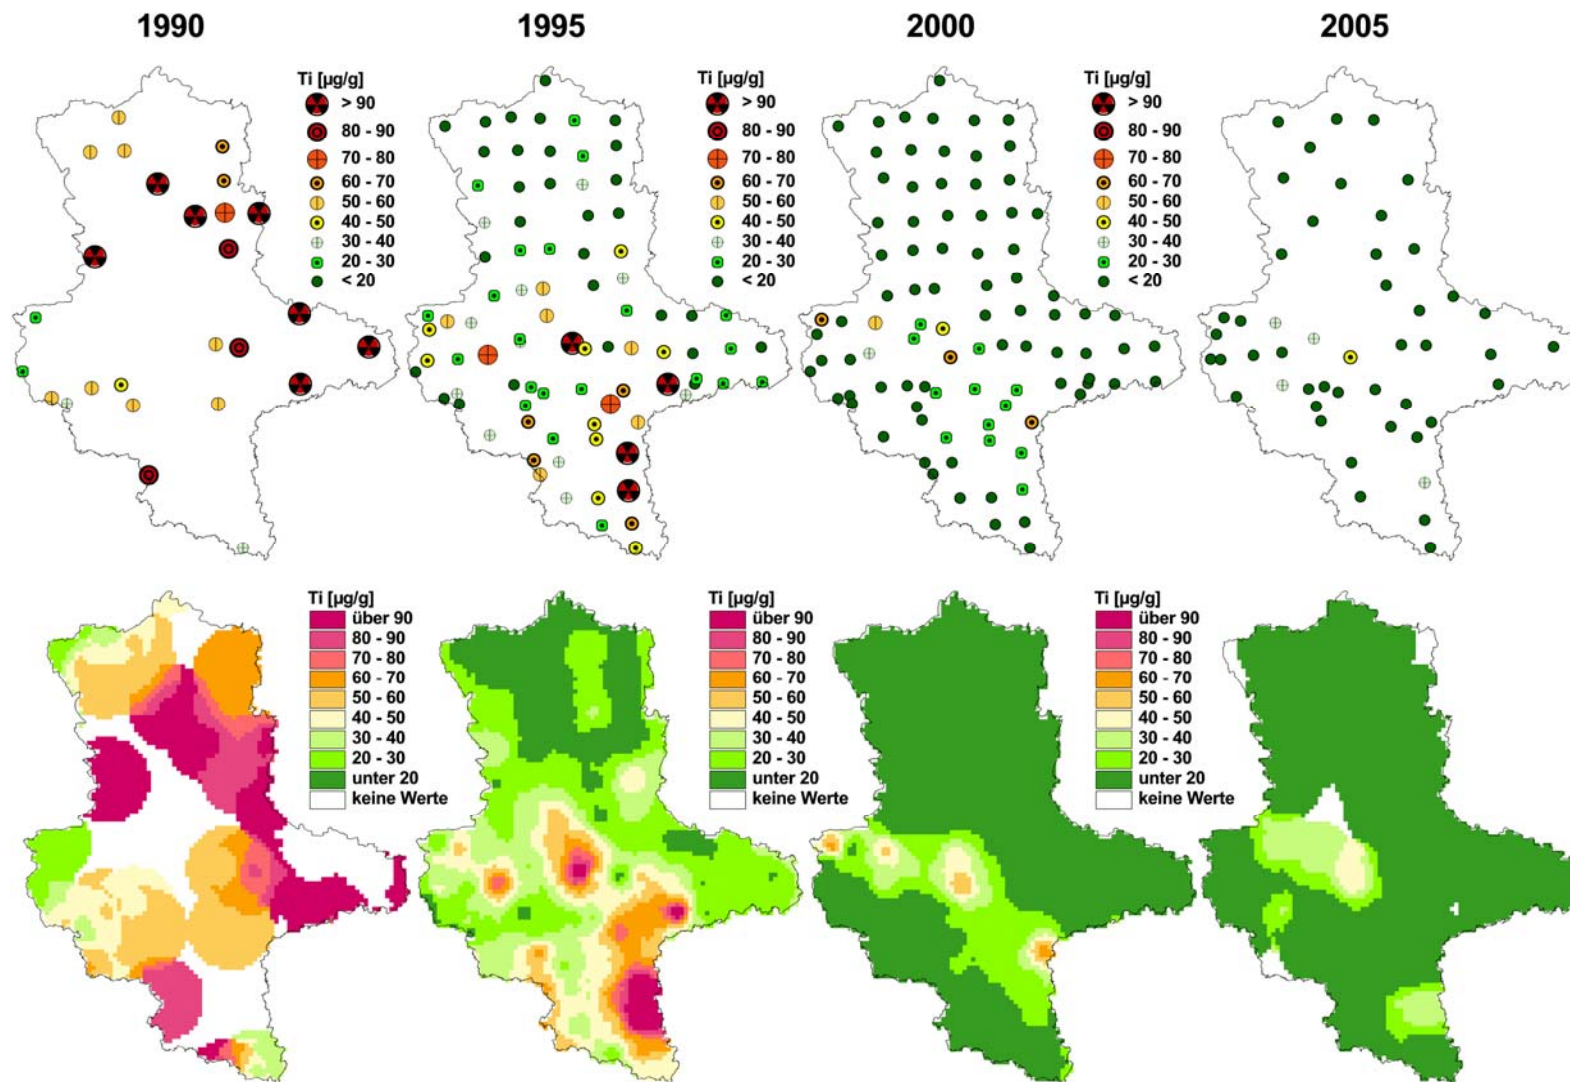 1990 1995 2000 2005
Ti [µg/g] Ti [µg/g] Ti [µg/g]
> 90 > 90 > 90
80 - 90 80 - 90 80 - 90
70 - 80 70 - 80 70 - 80
60 - 70 60 - 70 60 - 70
50 - 60 50 - 60 50 - 60
40 - 50 40 - 50 40 - 50
30 - 40 30 - 40 30 - 40
20 - 30 20 - 30 20 - 30
< 20 < 20 < 20
Ti [µg/g] Ti [µg/g] Ti [µg/g]
über 90 über 90 über 90
80 - 90 80 - 90 80 - 90
70 - 80 70 - 80 70 - 80
60 - 70 60 - 70 60 - 70
50 - 60 50 - 60 50 - 60
40 - 50 40 - 50 40 - 50
30 - 40 30 - 40 30 - 40
20 - 30 20 - 30 20 - 30
unter 20 unter 20 unter 20
keine Werte keine Werte keine Werte